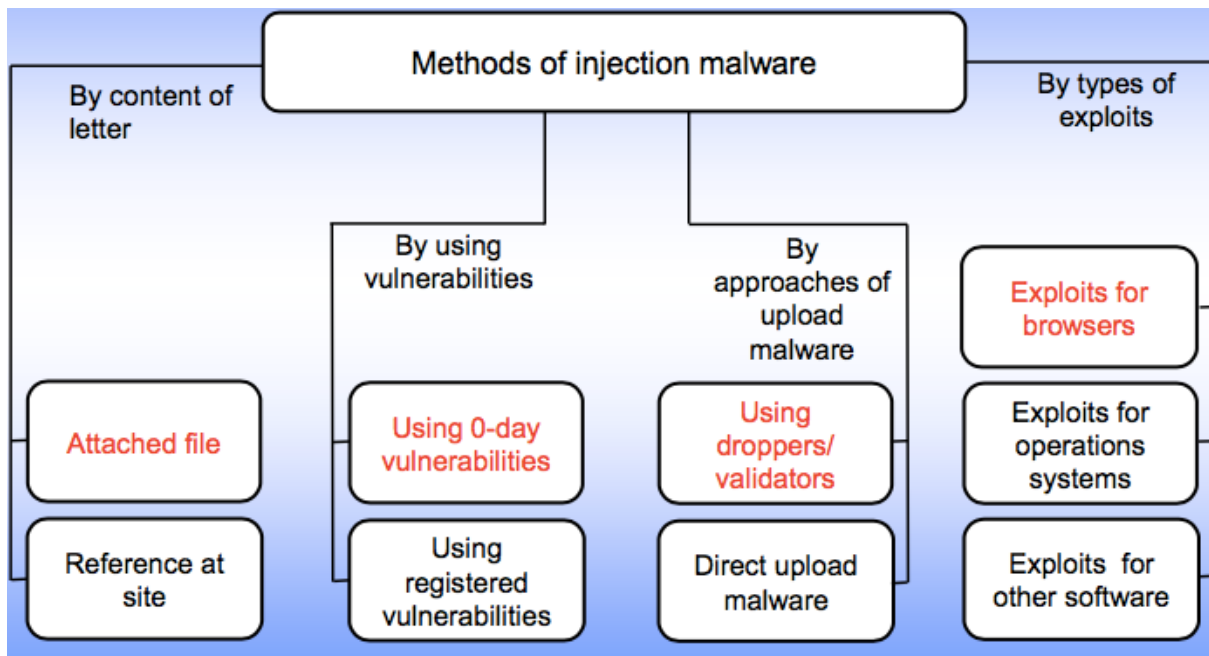 Methods of injection malware
By content of
letter
By types of
exploits
By using
vulnerabilities
By
approaches of
upload
malware
Attached file
Reference at
site
Using 0-day
vulnerabilities
Using
registered
vulnerabilities
Using
droppers/
validators
Direct upload
malware
Exploits for
browsers
Exploits for
operations
systems
Exploits for
other software